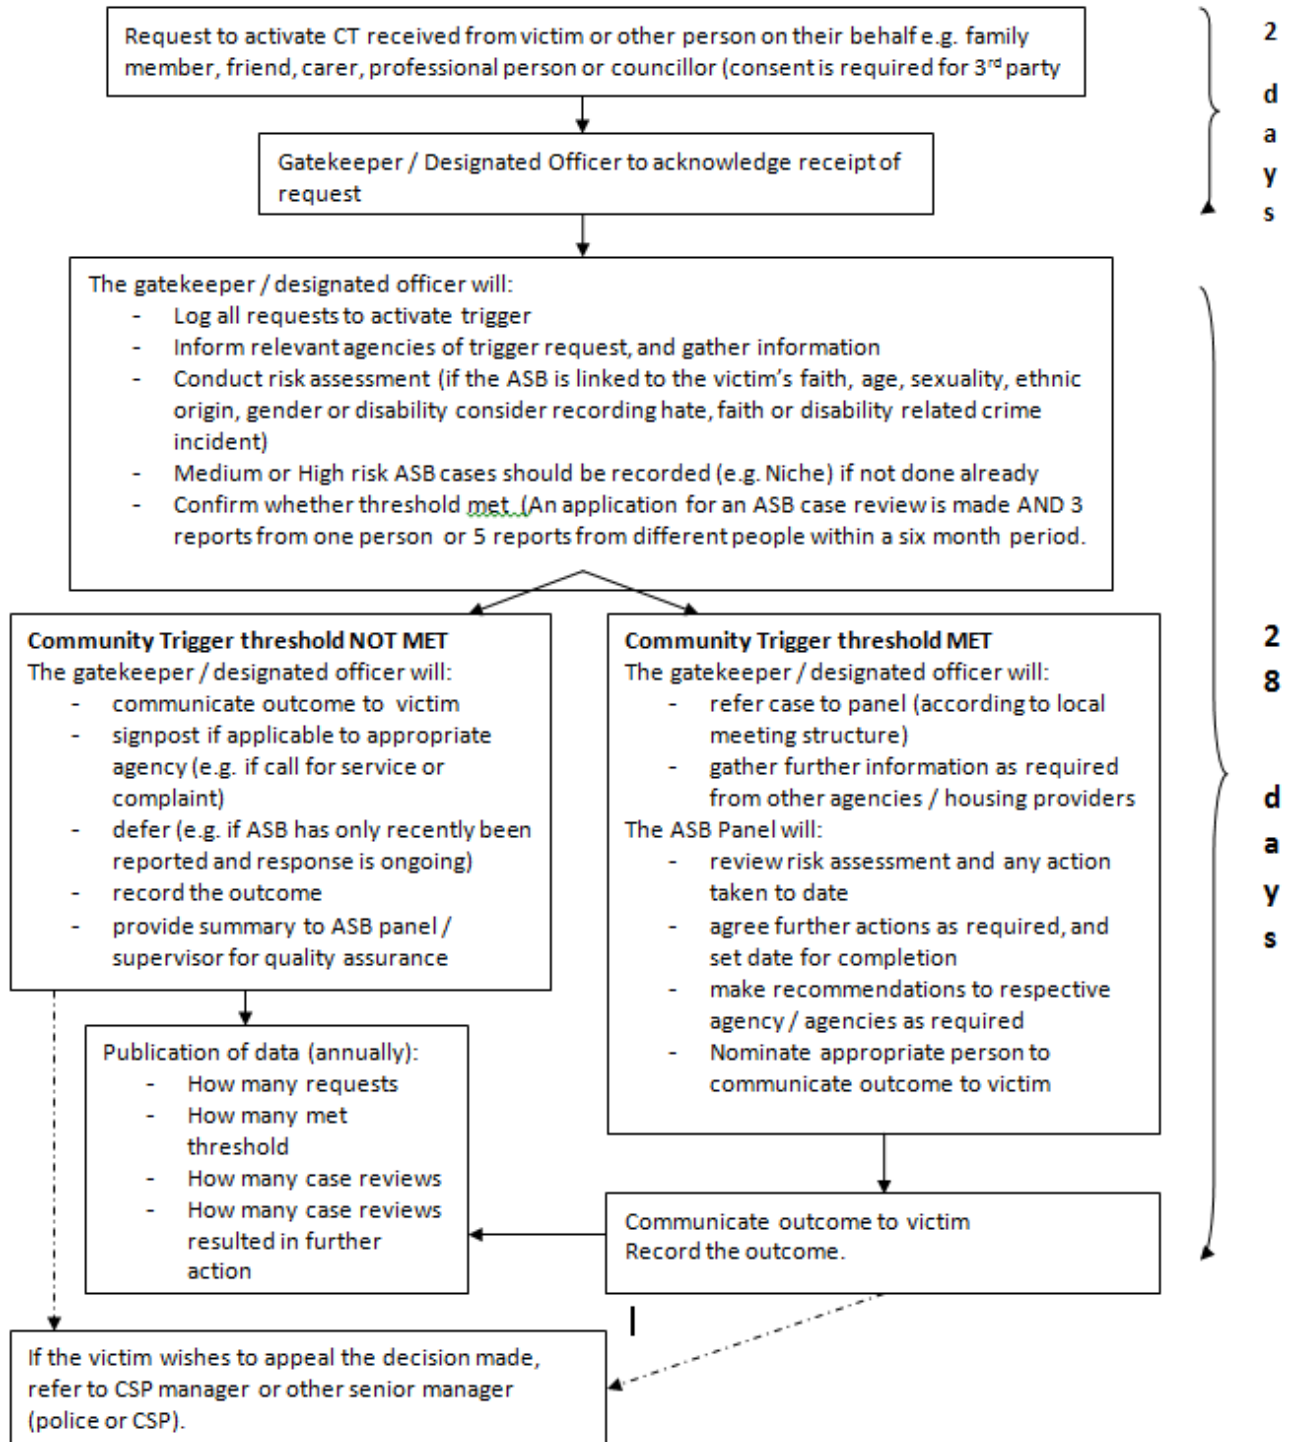 Request to activate CT received from victim or other person on their behalf e.g. family
member, friend, carer, professional person or councillor (consent is required for 3rd party
Gatekeeper / Designated Officer to acknowledge receipt of
request
2
d
a
y
s
The gatekeeper / designated officer will:
- Log all requests to activate trigger
- Inform relevant agencies of trigger request, and gather information
- Conduct risk assessment (if the ASB is linked to the victim's faith, age, sexuality, ethnic
origin, gender or disability consider recording hate, faith or disability related crime
incident)
- Medium or High risk ASB cases should be recorded (e.g. Niche) if not done already
- Confirm whether threshold met (An application for an ASB case review is made AND 3
reports from one person or 5 reports from different people within a six month period.
Community Trigger threshold NOT MET
The gatekeeper / designated officer will:
- communicate outcome to victim
- signpost if applicable to appropriate
agency (e.g. if call for service or
complaint)
- defer (e.g. if ASB has only recently been
reported and response is ongoing)
- record the outcome
- provide summary to ASB panel /
supervisor for quality assurance
Community Trigger threshold MET
The gatekeeper / designated officer will:
- refer case to panel (according to local
meeting structure)
- gather further information as required
from other agencies / housing providers
The ASB Panel will:
- review risk assessment and any action
taken to date
- agree further actions as required, and
set date for completion
- make recommendations to respective
agency / agencies as required
- Nominate appropriate person to
communicate outcome to victim
2
8
d
a
y
s
Publication of data (annually):
- How many requests
- How many met
threshold
- How many case reviews
- How many case reviews
resulted in further
action
Communicate outcome to victim
Record the outcome.
If the victim wishes to appeal the decision made,
refer to CSP manager or other senior manager
(police or CSP).